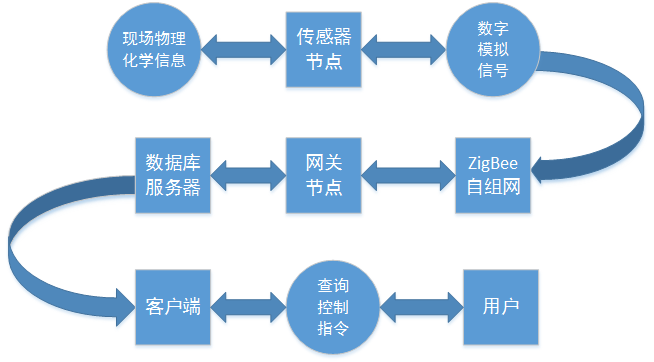 现场物理
化学信息
传感器
节点
数字
模拟
信号
数据库
服务器
网关
节点
ZigBee
自组网
客户端
查询
控制
指令
用户